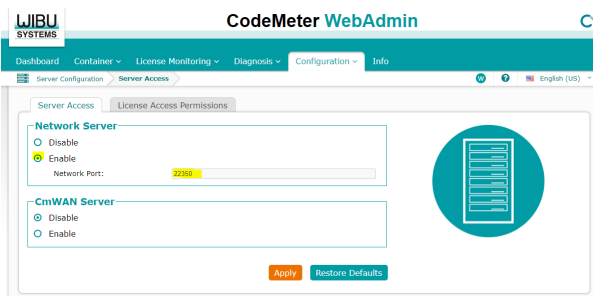 WIBU
SYSTEMS
CodeMeter WebAdmin
Dashboard Container License Monitoring Diagnosis Configuration Info
Server Configuration Server Access W ? English (US)
Server Access License Access Permissions
Network Server
Disable
Enable
Network Port: 22350
CmWAN Server
Disable
Enable
Apply Restore Defaults